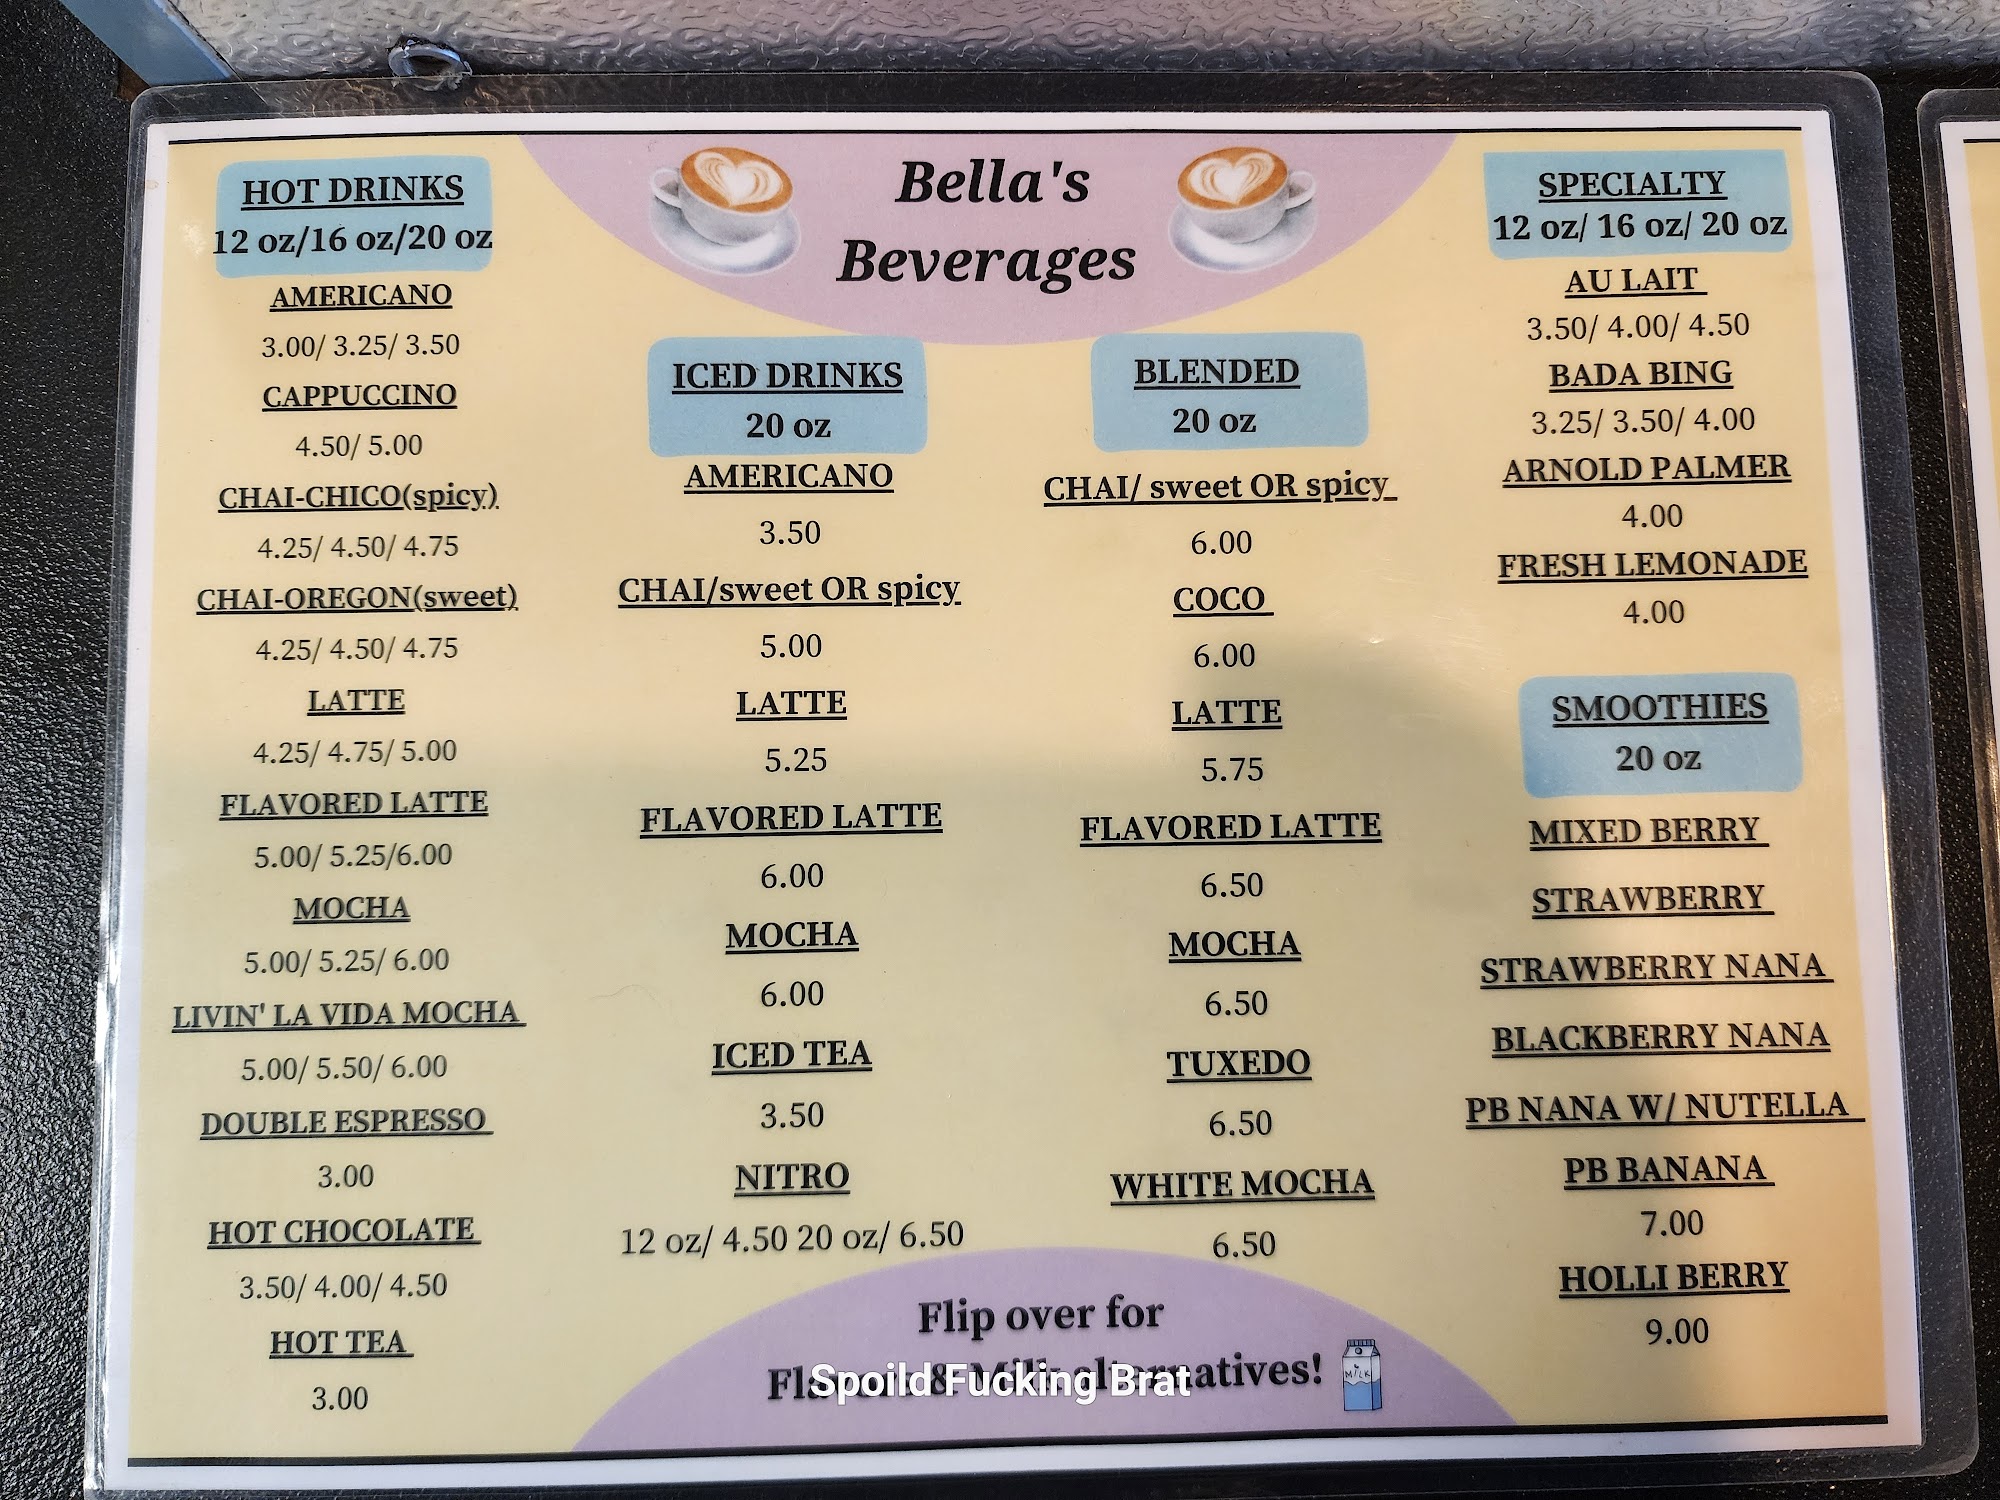 Bella's
Beverages
HOT DRINKS
12 oz/16 oz/20 oz
AMERICANO
3.00/ 3.25/ 3.50
CAPPUCCINO
4.50/ 5.00
CHAI-CHICO(spicy)
4.25/ 4.50/ 4.75
CHAI-OREGON(sweet)
4.25/ 4.50/ 4.75
LATTE
4.25/ 4.75/ 5.00
FLAVORED LATTE
5.00/ 5.25/6.00
MOCHA
5.00/ 5.25/ 6.00
LIVIN' LA VIDA MOCHA
5.00/ 5.50/ 6.00
DOUBLE ESPRESSO
3.00
HOT CHOCOLATE
3.50/ 4.00/ 4.50
HOT TEA
3.00
ICED DRINKS
20 oz
AMERICANO
3.50
CHAI/sweet OR spicy
5.00
LATTE
5.25
FLAVORED LATTE
6.00
MOCHA
6.00
ICED TEA
3.50
NITRO
12 oz/ 4.50 20 oz/ 6.50
BLENDED
20 oz
CHAI/ sweet OR spicy
6.00
COCO
6.00
LATTE
5.75
FLAVORED LATTE
6.50
MOCHA
6.50
TUXEDO
6.50
WHITE MOCHA
6.50
SPECIALTY
12 oz/ 16 oz/ 20 oz
AU LAIT
3.50/ 4.00/ 4.50
BADA BING
3.25/ 3.50/ 4.00
ARNOLD PALMER
4.00
FRESH LEMONADE
4.00
SMOOTHIES
20 oz
MIXED BERRY
STRAWBERRY
STRAWBERRY NANA
BLACKBERRY NANA
PB NANA W/ NUTELLA
PB BANANA
7.00
HOLLI BERRY
9.00
Flip over for
Flavors & Milk alternatives!
MILK
Spoild Fucking Brat